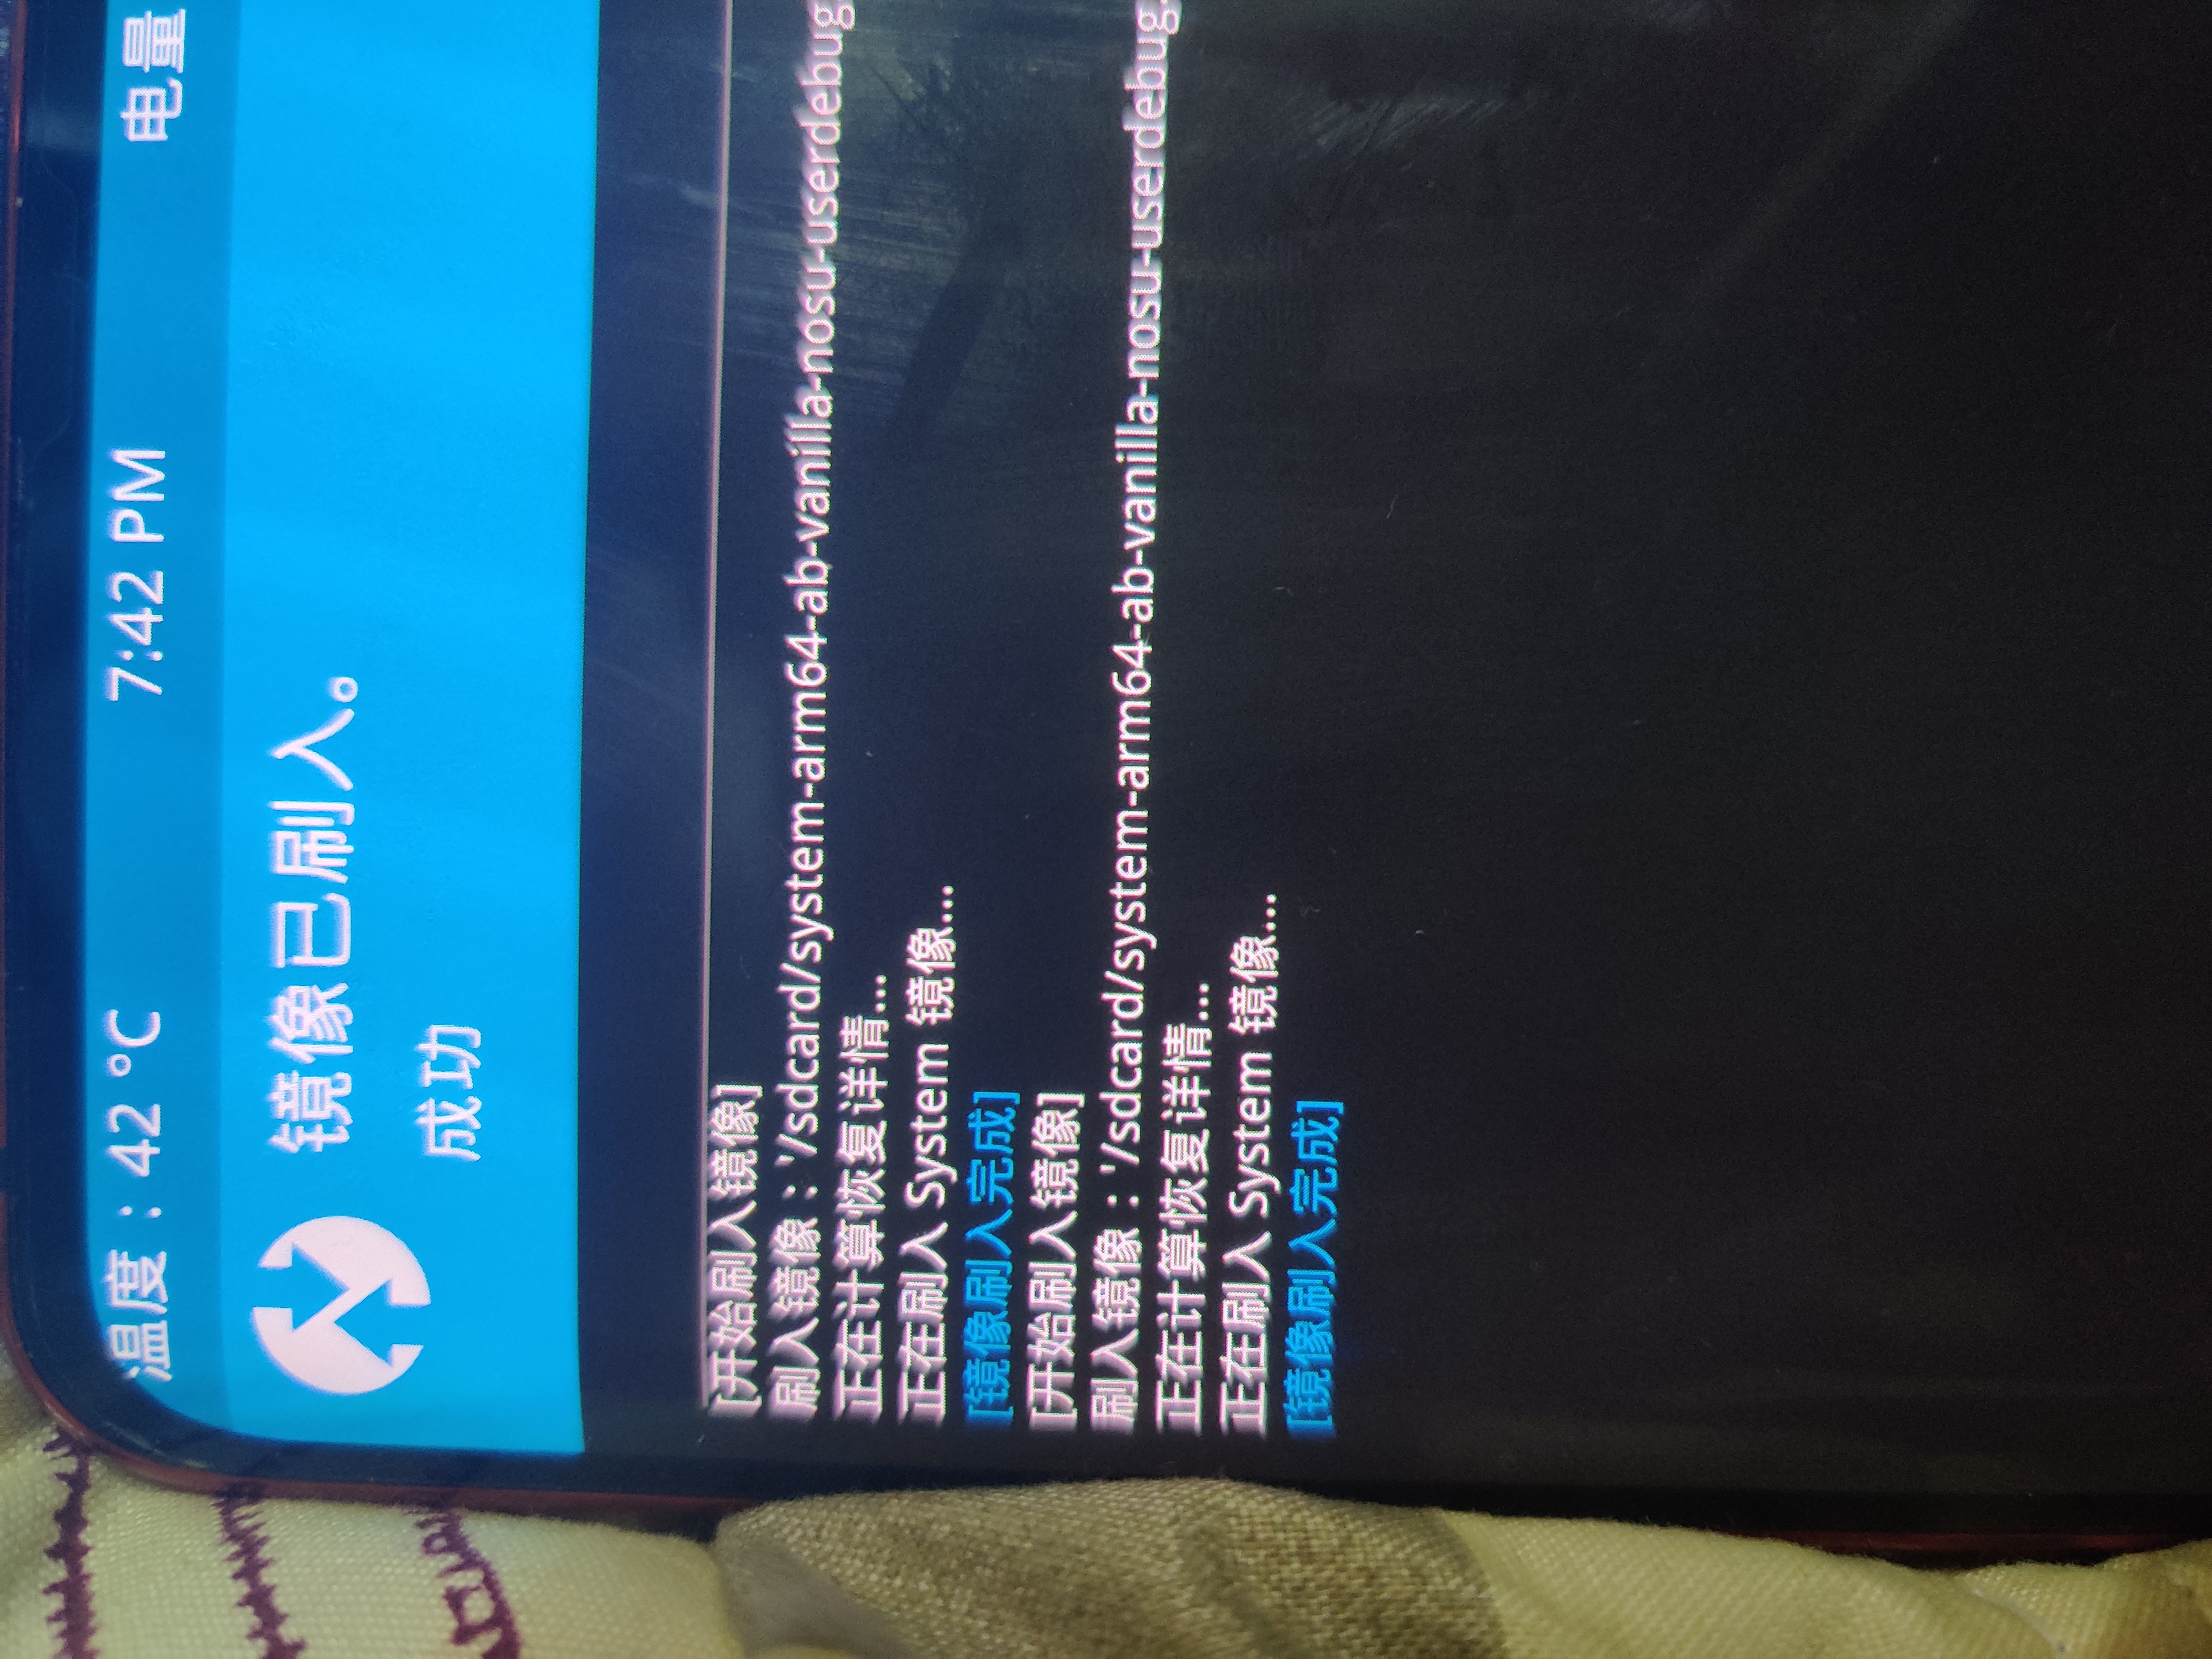 温度：42 °C 7:42 PM 电量
镜像已刷入。
成功
[开始刷入镜像]
刷入镜像：'/sdcard/system-arm64-ab-vanilla-nosu-userdebug
正在计算恢复详情...
正在刷入 System 镜像...
[镜像刷入完成]
[开始刷入镜像]
刷入镜像：'/sdcard/system-arm64-ab-vanilla-nosu-userdebug.
正在计算恢复详情...
正在刷入 System 镜像...
[镜像刷入完成]